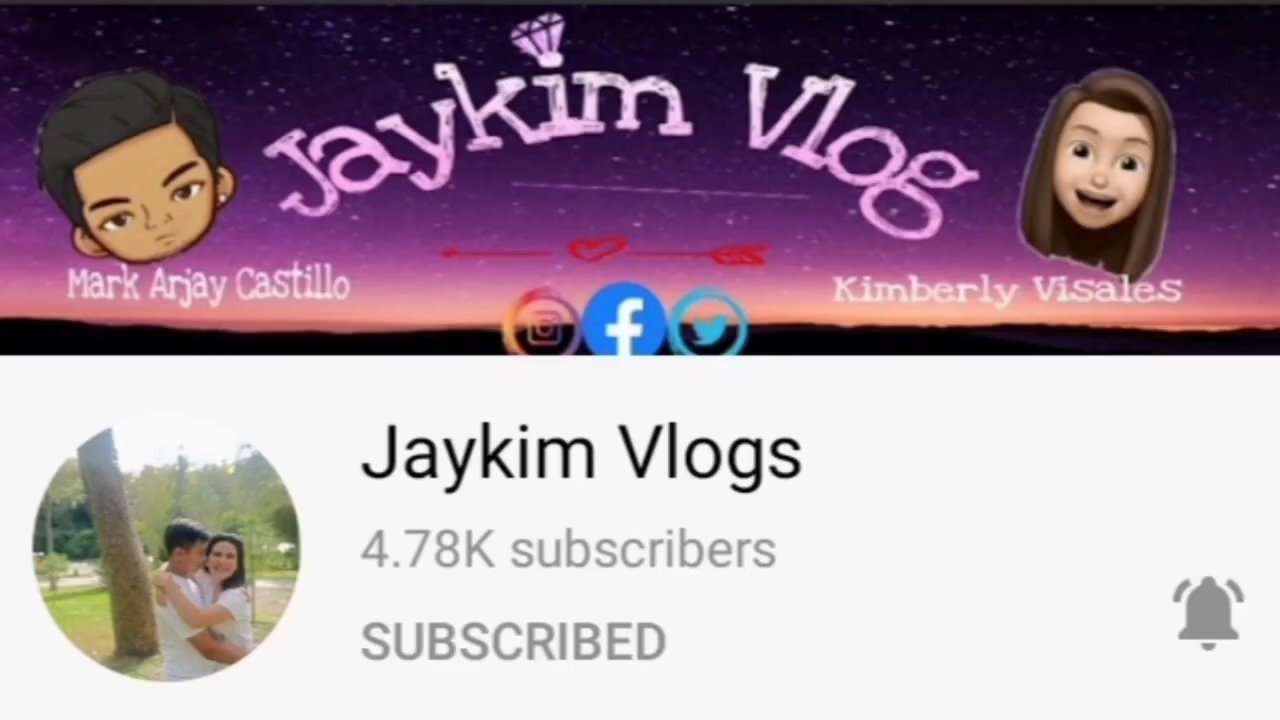 Jaykim Vlog
Mark Arjay Castillo
Kimberly Visales
Jaykim Vlogs
4.78K subscribers
SUBSCRIBED